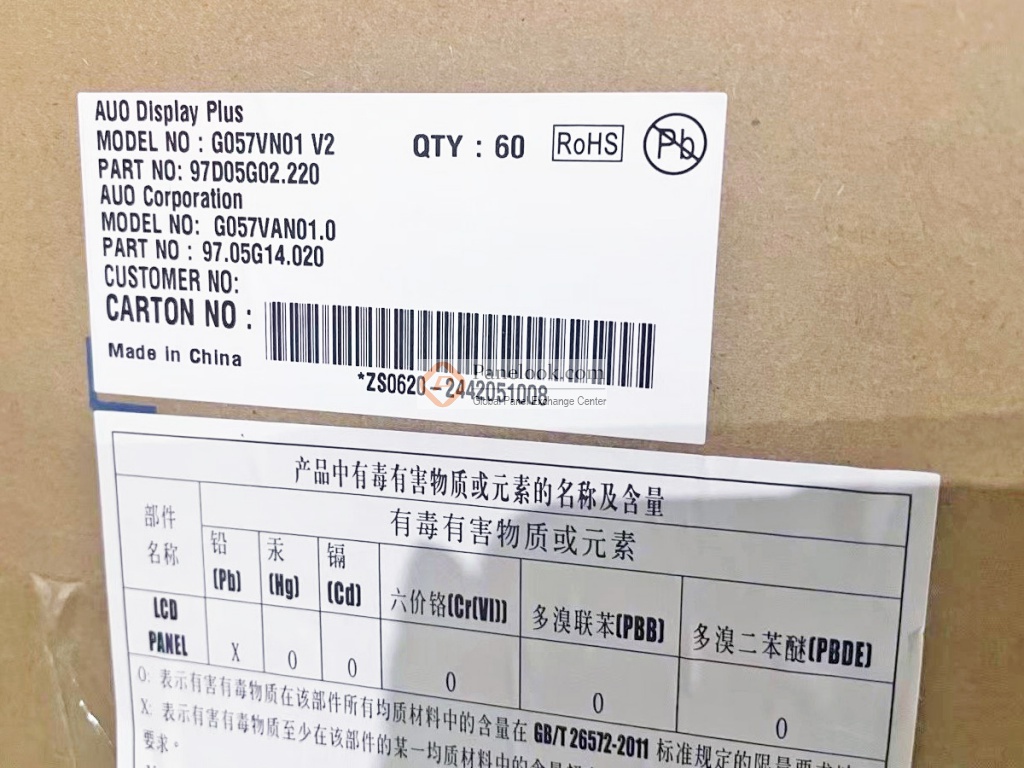 AUO Display Plus
MODEL NO : G057VN01 V2
QTY : 60
RoHS
Pb
PART NO: 97D05G02.220
AUO Corporation
MODEL NO: G057VAN01.0
PART NO : 97.05G14.020
CUSTOMER NO:
CARTON NO :
Made in China
*ZS0620-2442051008
Panelook.com
Global Panel Exchange Center
产品中有毒有害物质或元素的名称及含量
部件名称
有毒有害物质或元素
铅(Pb)
汞(Hg)
镉(Cd)
六价铬(Cr(VI))
多溴联苯(PBB)
多溴二苯醚(PBDE)
LCD PANEL
X
0
0
0
0
0
O: 表示有害有毒物质在该部件所有均质材料中的含量在 GB/T 26572-2011 标准规定的限量要求以
X: 表示有害有毒物质至少在该部件的某一均质材料中的含量
要求。